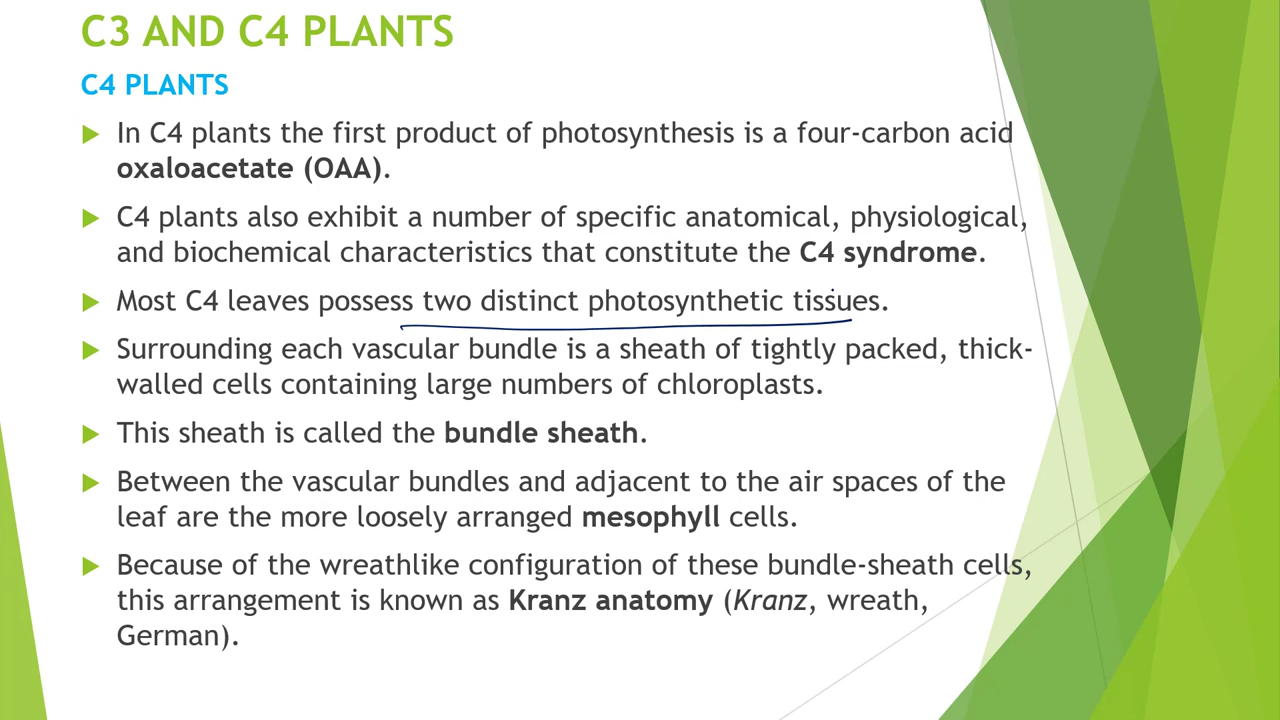 C3 AND C4 PLANTS
C4 PLANTS
In C4 plants the first product of photosynthesis is a four-carbon acid
oxaloacetate (OAA).
C4 plants also exhibit a number of specific anatomical, physiological,
and biochemical characteristics that constitute the C4 syndrome.
Most C4 leaves possess two distinct photosynthetic tissues.
Surrounding each vascular bundle is a sheath of tightly packed, thick-
walled cells containing large numbers of chloroplasts.
This sheath is called the bundle sheath.
Between the vascular bundles and adjacent to the air spaces of the
leaf are the more loosely arranged mesophyll cells.
Because of the wreathlike configuration of these bundle-sheath cells,
this arrangement is known as Kranz anatomy (Kranz, wreath,
German).